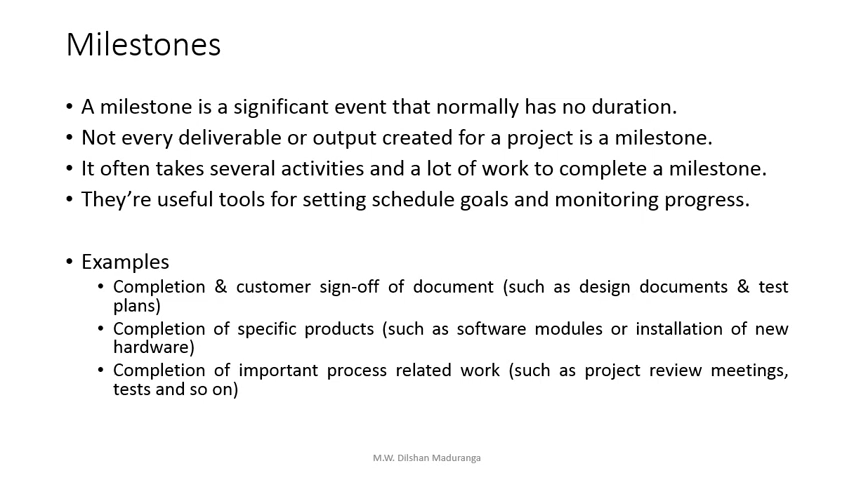 Milestones
• A milestone is a significant event that normally has no duration.
• Not every deliverable or output created for a project is a milestone.
• It often takes several activities and a lot of work to complete a milestone.
• They’re useful tools for setting schedule goals and monitoring progress.
• Examples
• Completion & customer sign-off of document (such as design documents & test
plans)
• Completion of specific products (such as software modules or installation of new
hardware)
• Completion of important process related work (such as project review meetings,
tests and so on)
M.W. Dilshan Maduranga